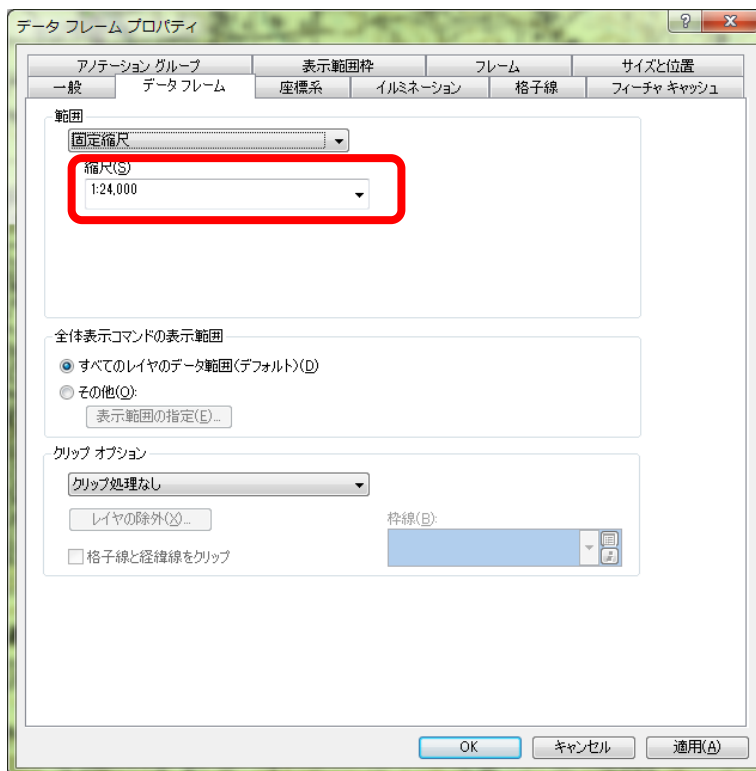 データ フレーム プロパティ
アノテーション グループ 表示範囲枠 フレーム サイズと位置
一般 データ フレーム 座標系 イルミネーション 格子線 フィーチャ キャッシュ
範囲
固定縮尺
縮尺(S)
1:24,000
全体表示コマンドの表示範囲
すべてのレイヤのデータ範囲(デフォルト)(D)
その他(O):
表示範囲の指定(E)...
クリップ オプション
クリップ処理なし
レイヤの除外(X)... 枠線(B):
格子線と経緯線をクリップ
OK キャンセル 適用(A)